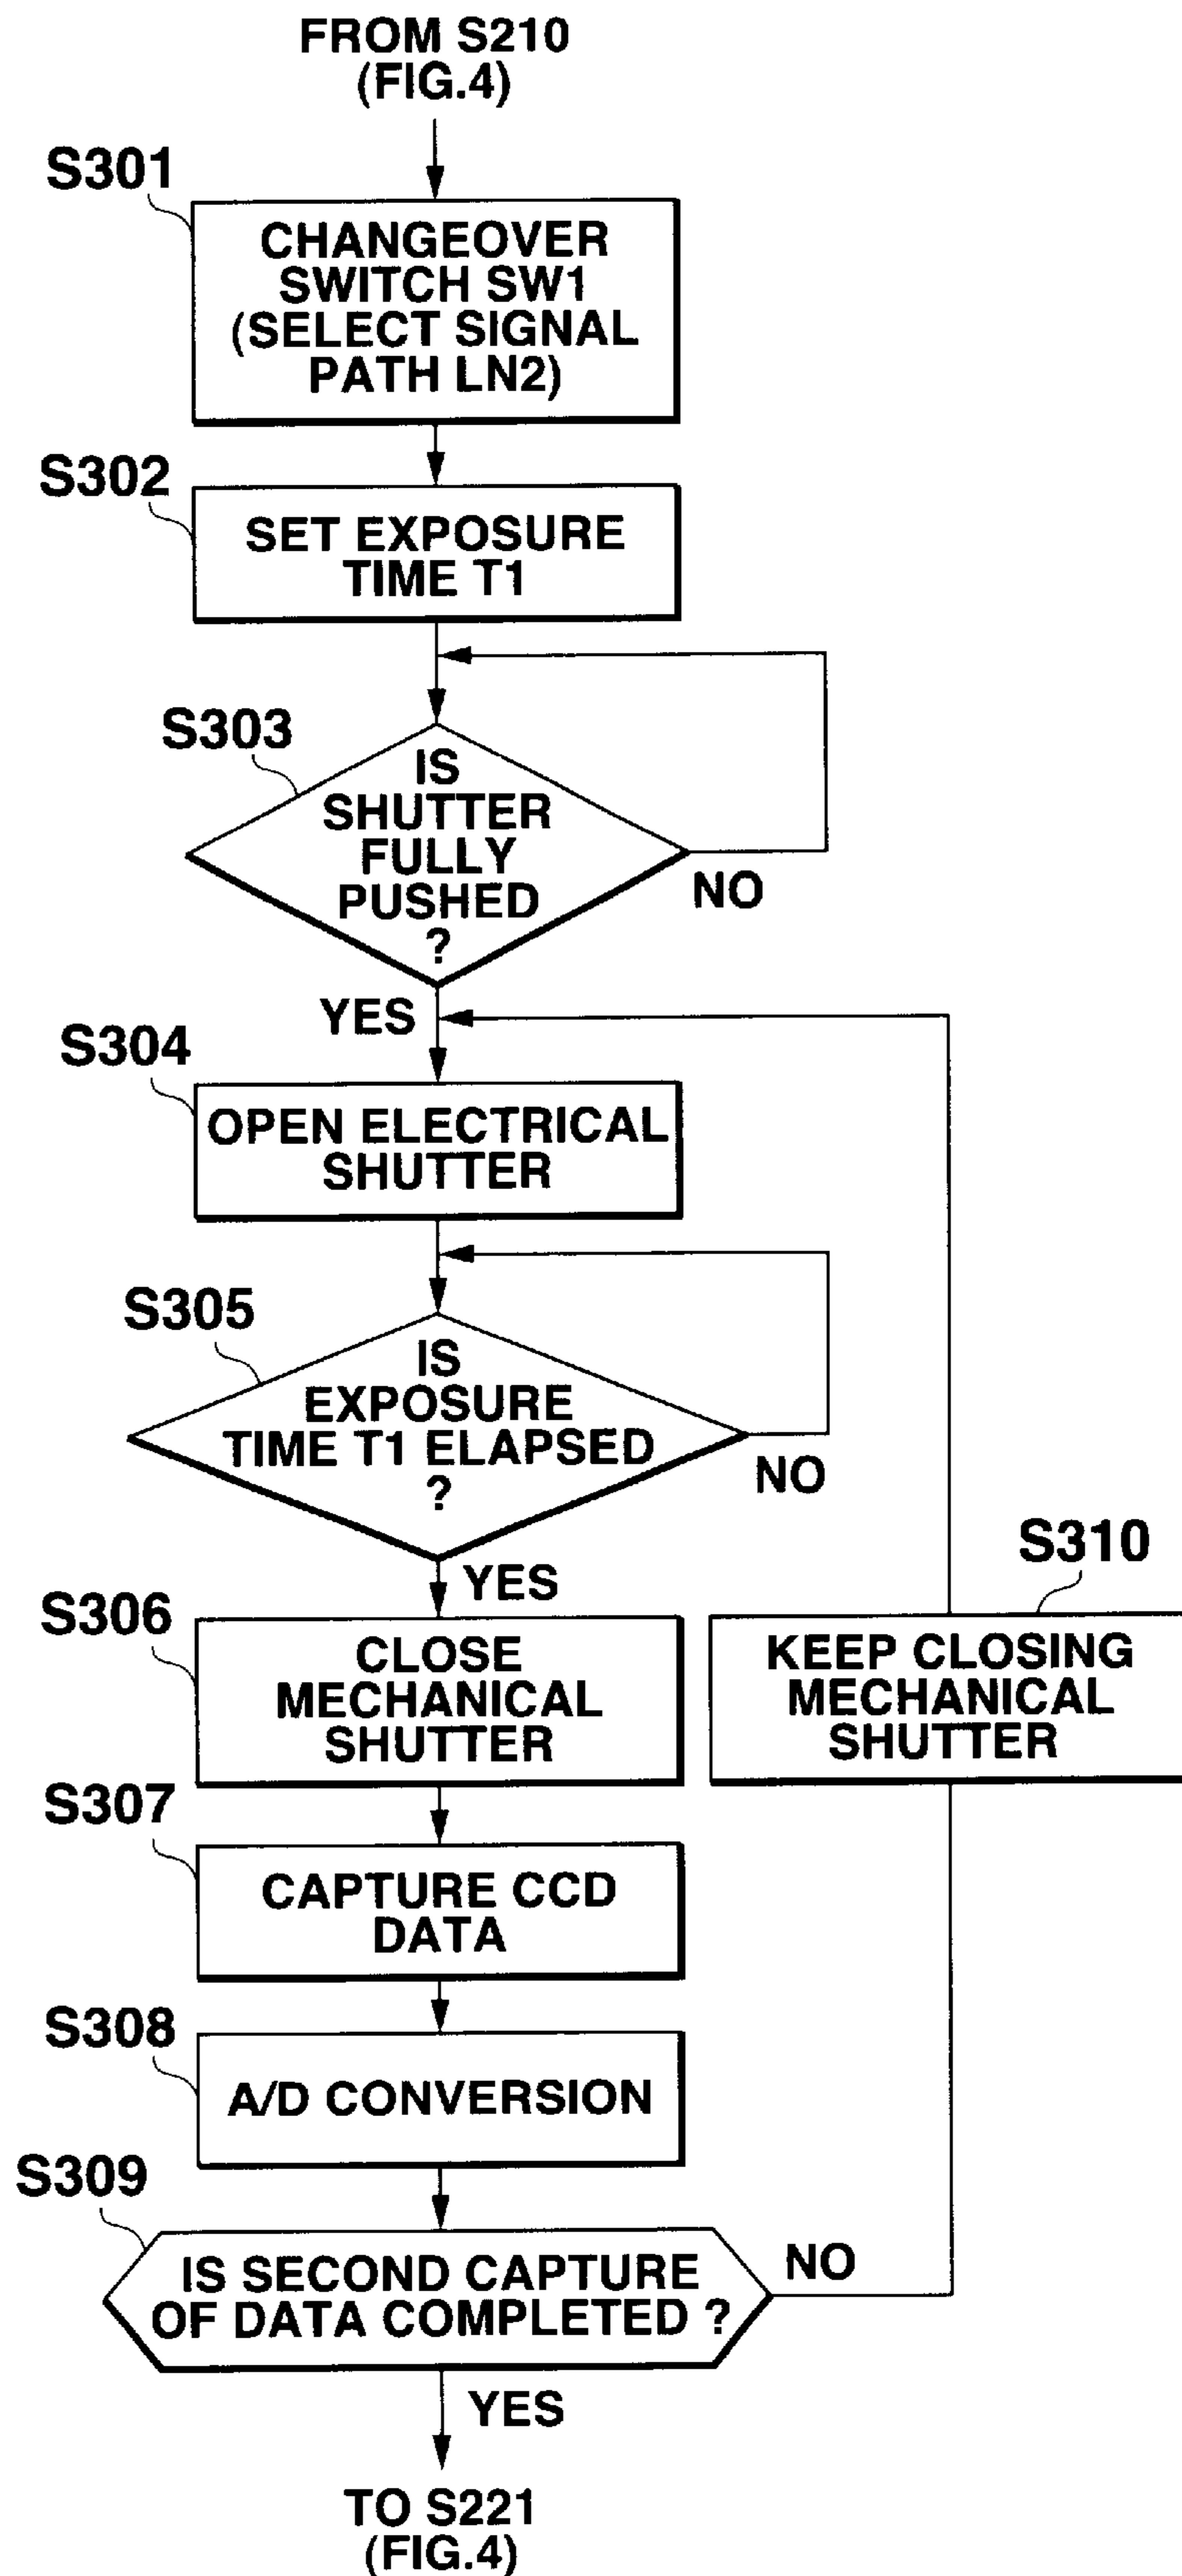 FROM S210
(FIG.4)
S301
CHANGEOVER
SWITCH SW1
(SELECT SIGNAL
PATH LN2)
S302
SET EXPOSURE
TIME T1
S303
IS
SHUTTER
FULLY
PUSHED
?
NO
YES
S304
OPEN ELECTRICAL
SHUTTER
S305
IS
EXPOSURE
TIME T1 ELAPSED
?
NO
YES
S306
CLOSE
MECHANICAL
SHUTTER
S310
KEEP CLOSING
MECHANICAL
SHUTTER
S307
CAPTURE CCD
DATA
S308
A/D CONVERSION
S309
IS SECOND CAPTURE
OF DATA COMPLETED ?
NO
YES
TO S221
(FIG.4)